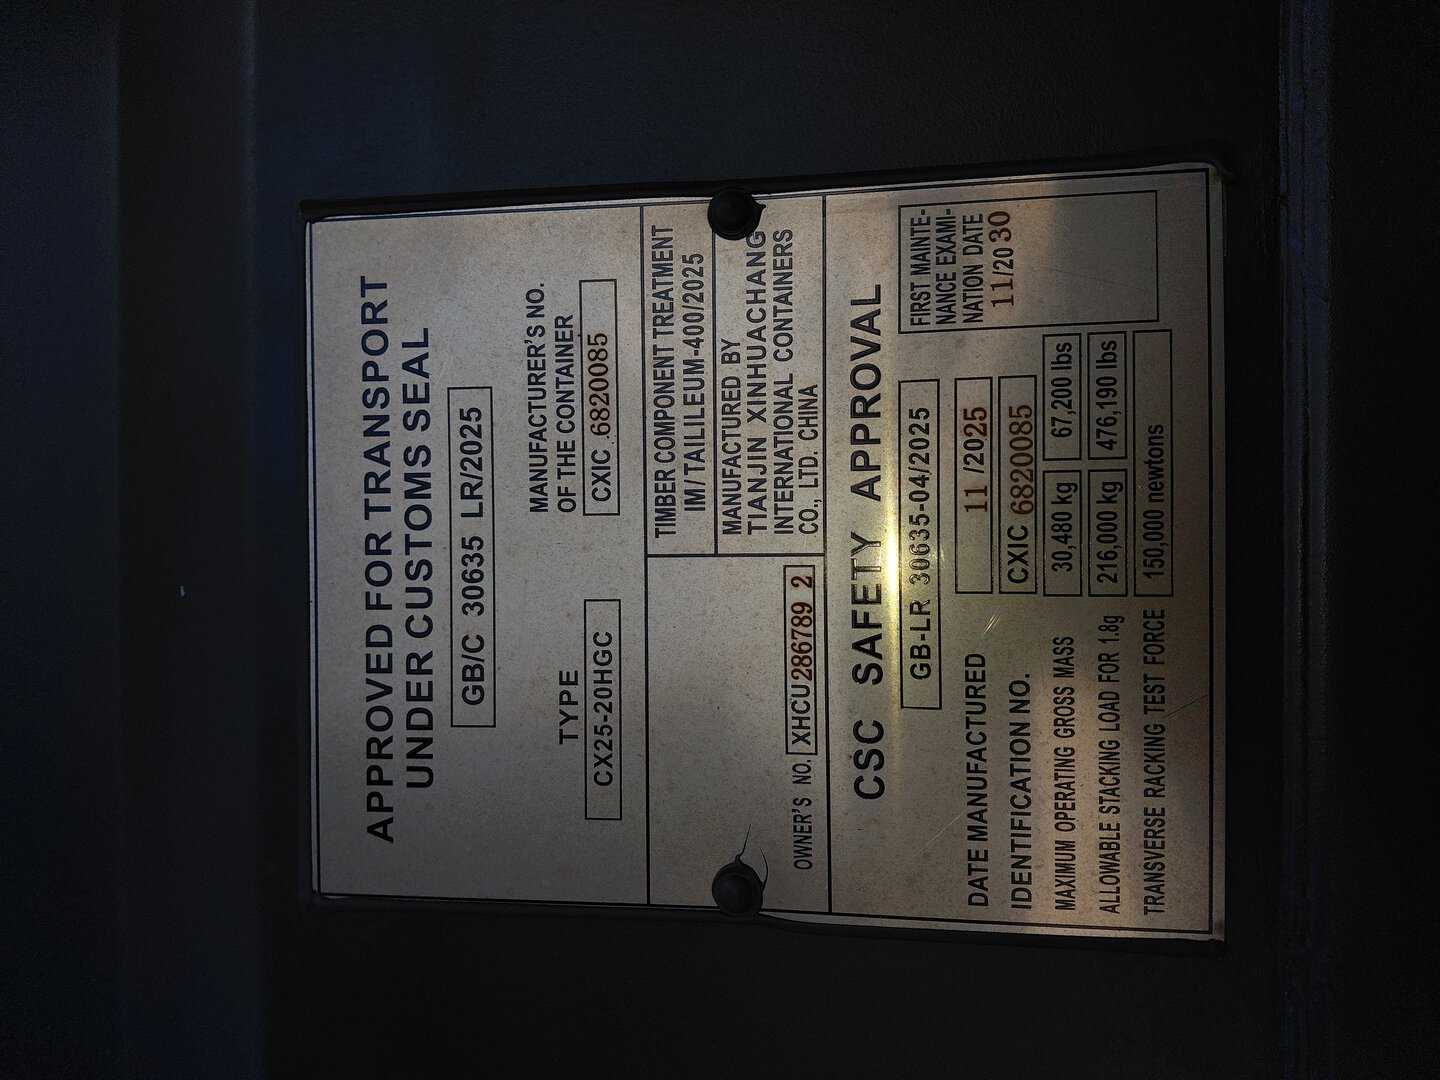 APPROVED FOR TRANSPORT
UNDER CUSTOMS SEAL
GB/C 30635 LR/2025
TYPE
CX25-20HGC
MANUFACTURER'S NO.
OF THE CONTAINER
CXIC 6820085
TIMBER COMPONENT TREATMENT
IM/TAILILEUM-400/2025
MANUFACTURED BY
TIANJIN XINHUACHANG
INTERNATIONAL CONTAINERS
CO., LTD. CHINA
OWNER'S NO. XHCU 286789 2
CSC SAFETY APPROVAL
GB-LR 30635-04/2025
DATE MANUFACTURED 11/2025
IDENTIFICATION NO. CXIC 6820085
MAXIMUM OPERATING GROSS MASS 30,480 kg 67,200 lbs
ALLOWABLE STACKING LOAD FOR 1.8g 216,000 kg 476,190 lbs
TRANSVERSE RACKING TEST FORCE 150,000 newtons
FIRST MAINTE-
NANCE EXAMI-
NATION DATE
11/2030